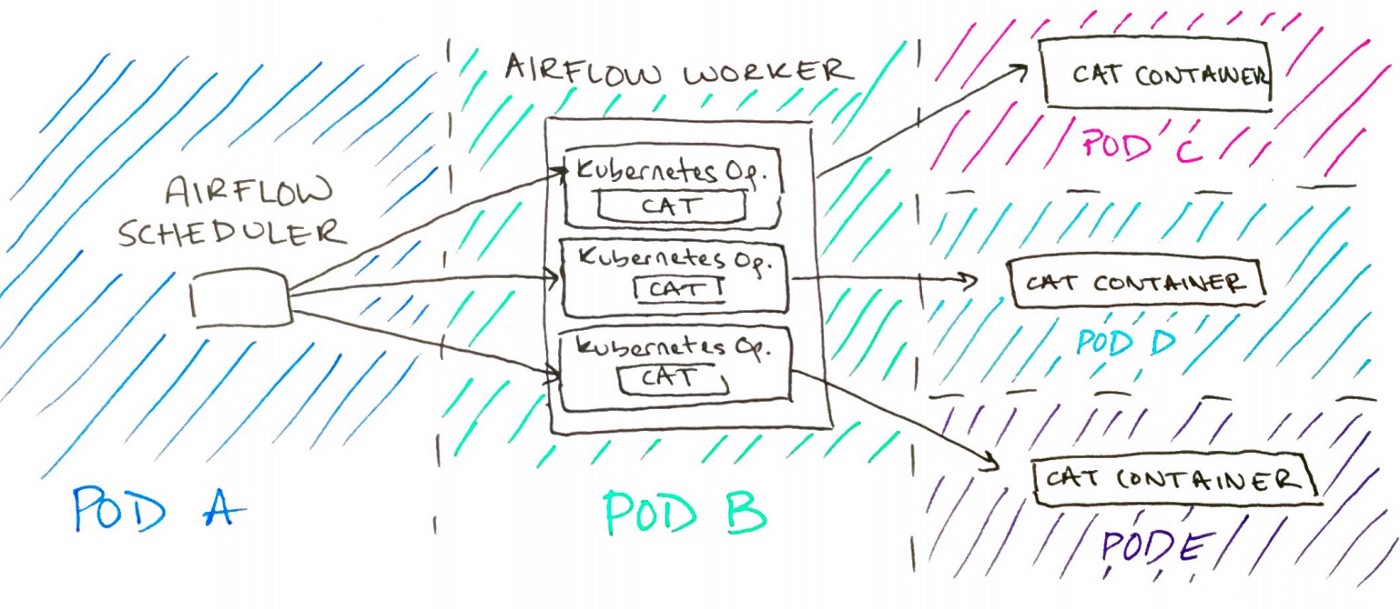 AIRFLOW
SCHEDULER
POD A
AIRFLOW WORKER
Kubernetes Op.
CAT
Kubernetes Op.
CAT
Kubernetes Op.
CAT
POD B
CAT CONTAINER
POD C
CAT CONTAINER
POD D
CAT CONTAINER
POD E